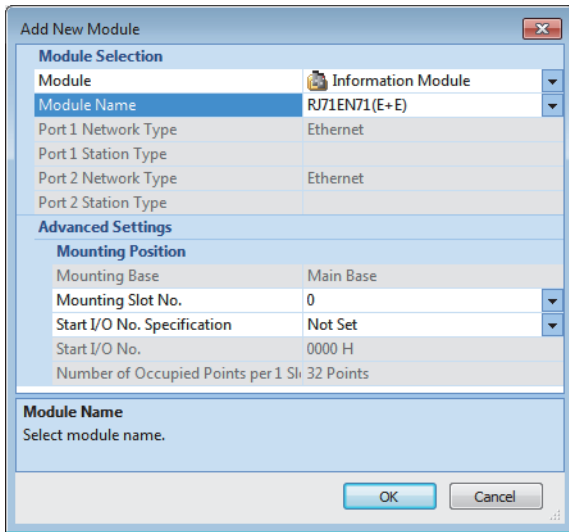 Add New Module
Module Selection
Module Information Module
Module Name RJ71EN71(E+E)
Port 1 Network Type Ethernet
Port 1 Station Type
Port 2 Network Type Ethernet
Port 2 Station Type
Advanced Settings
Mounting Position
Mounting Base Main Base
Mounting Slot No. 0
Start I/O No. Specification Not Set
Start I/O No. 0000 H
Number of Occupied Points per 1 Sl 32 Points
Module Name
Select module name.
OK Cancel